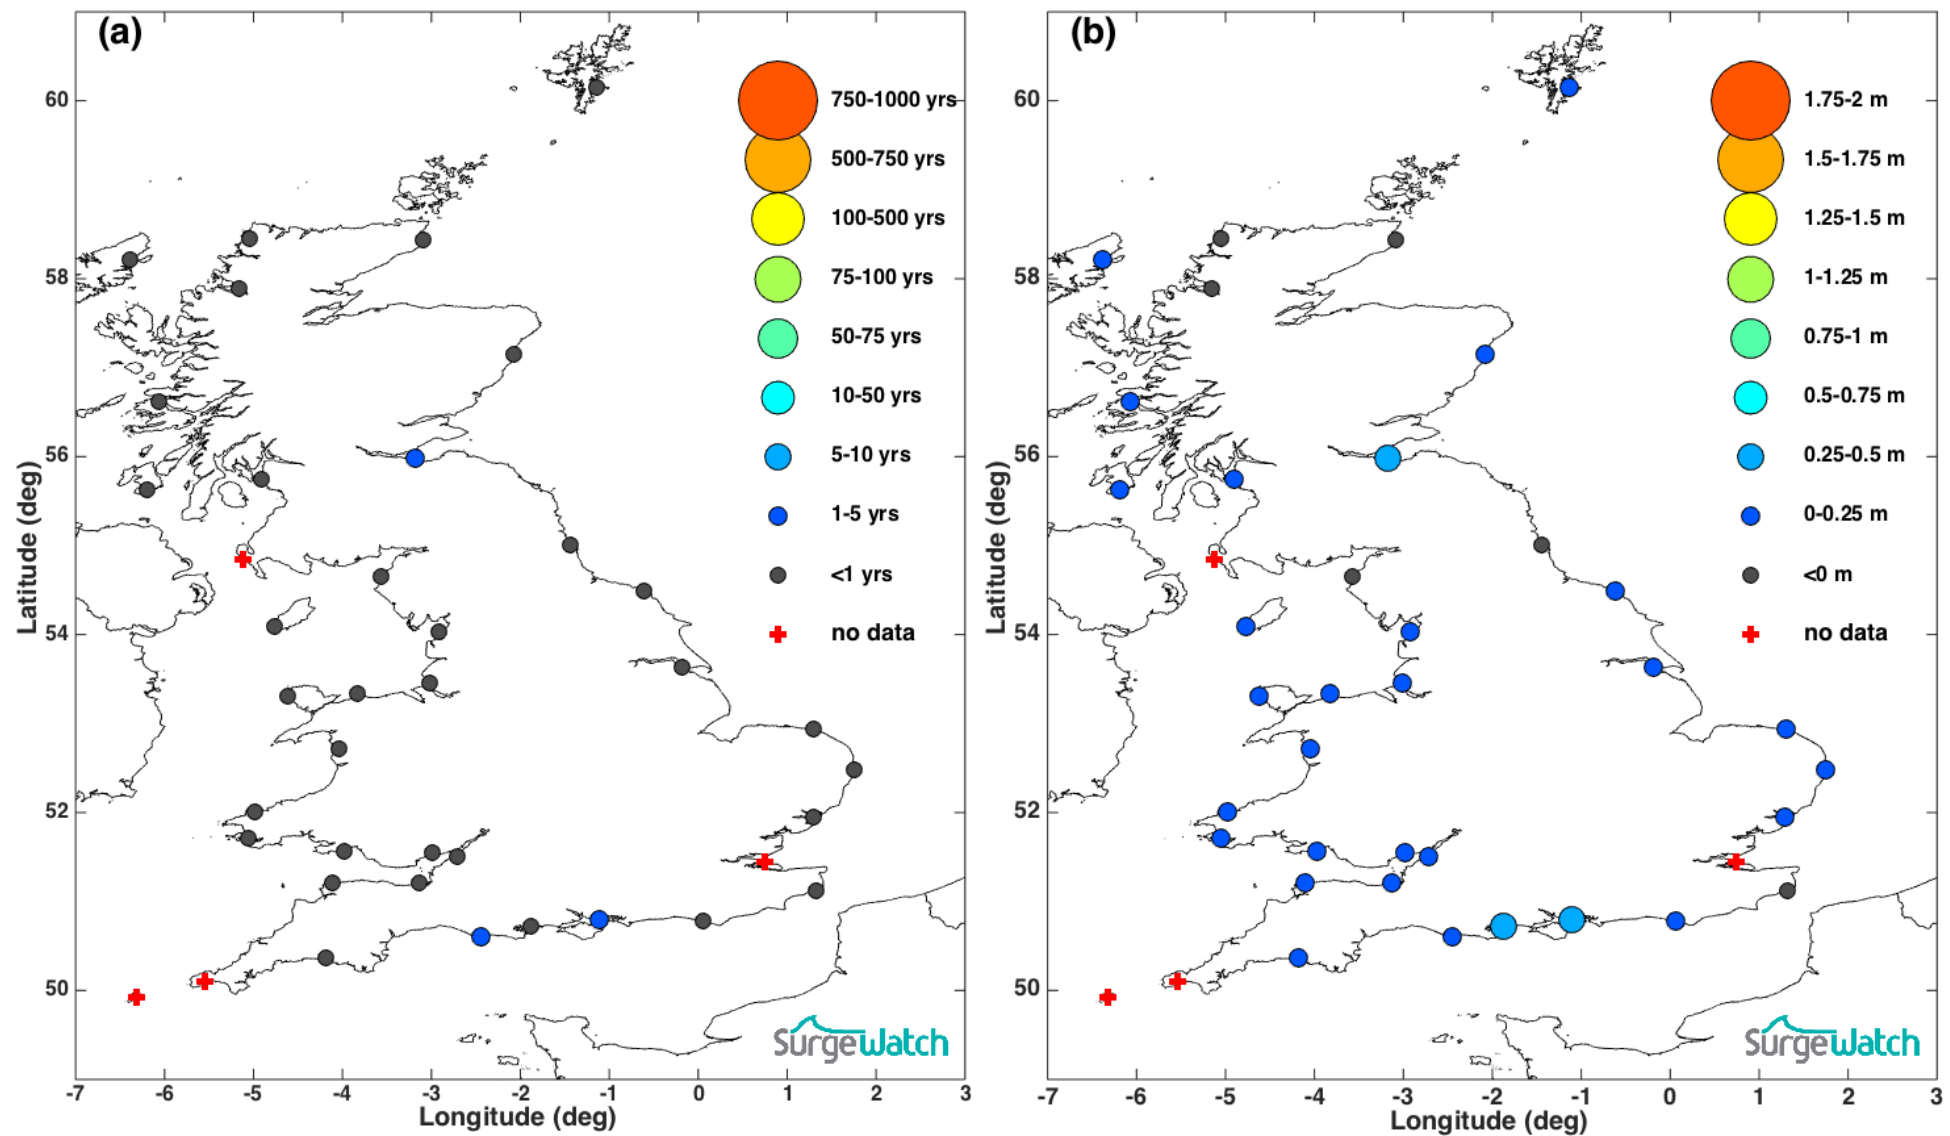 (a)
60
58
56
54
52
50
Latitude (deg)
750-1000 yrs
500-750 yrs
100-500 yrs
75-100 yrs
50-75 yrs
10-50 yrs
5-10 yrs
1-5 yrs
<1 yrs
no data
SurgeWatch
-7 -6 -5 -4 -3 -2 -1 0 1 2 3
Longitude (deg)
(b)
60
58
56
54
52
50
Latitude (deg)
1.75-2 m
1.5-1.75 m
1.25-1.5 m
1-1.25 m
0.75-1 m
0.5-0.75 m
0.25-0.5 m
0-0.25 m
<0 m
no data
SurgeWatch
-7 -6 -5 -4 -3 -2 -1 0 1 2 3
Longitude (deg)